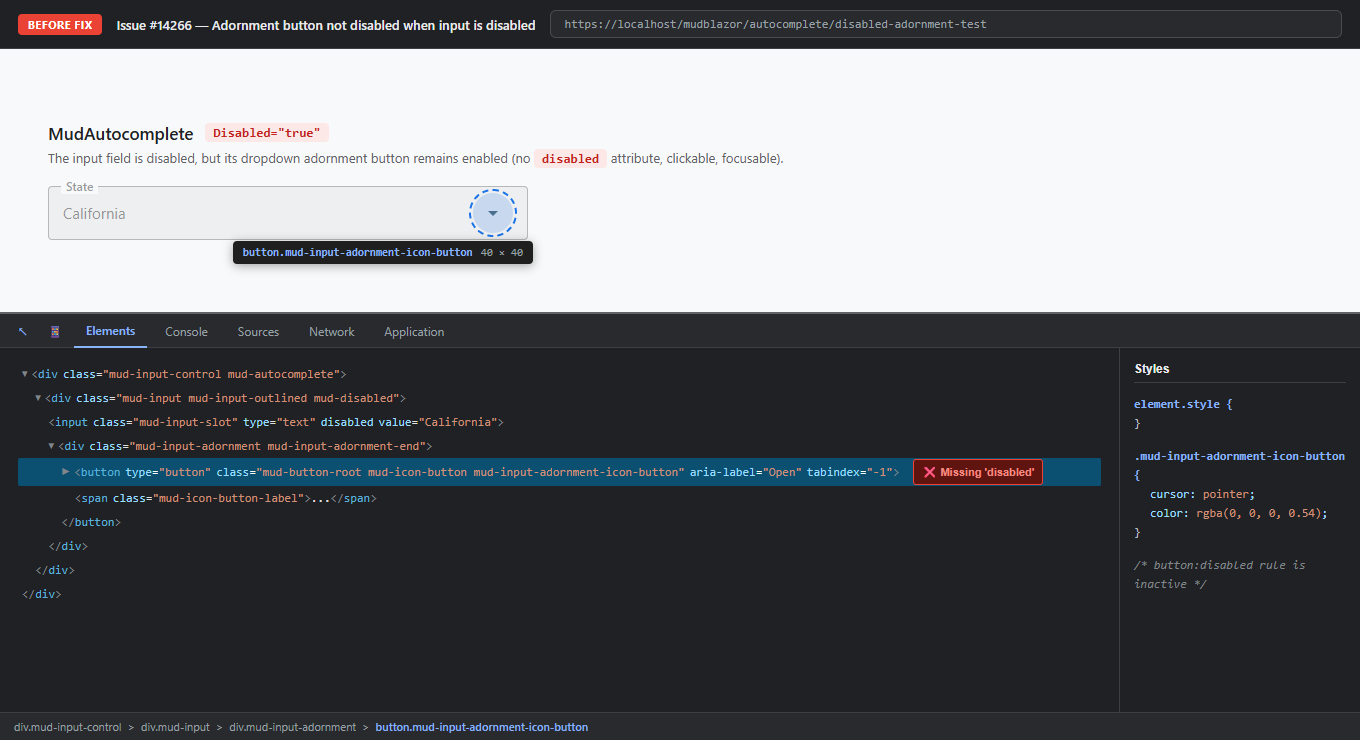 BEFORE FIX Issue #14266 — Adornment button not disabled when input is disabled https://localhost/mudblazor/autocomplete/disabled-adornment-test
MudAutocomplete Disabled="true"
The input field is disabled, but its dropdown adornment button remains enabled (no disabled attribute, clickable, focusable).
State
California
button.mud-input-adornment-icon-button 40 × 40
Elements Console Sources Network Application
<div class="mud-input-control mud-autocomplete">
<div class="mud-input mud-input-outlined mud-disabled">
<input class="mud-input-slot" type="text" disabled value="California">
<div class="mud-input-adornment mud-input-adornment-end">
<button type="button" class="mud-button-root mud-icon-button mud-input-adornment-icon-button" aria-label="Open" tabindex="-1"> ❌ Missing 'disabled'
<span class="mud-icon-button-label">...</span>
</button>
</div>
</div>
</div>
Styles
element.style {
}
.mud-input-adornment-icon-button
{
cursor: pointer;
color: rgba(0, 0, 0, 0.54);
}
/* button:disabled rule is
inactive */
div.mud-input-control > div.mud-input > div.mud-input-adornment > button.mud-input-adornment-icon-button